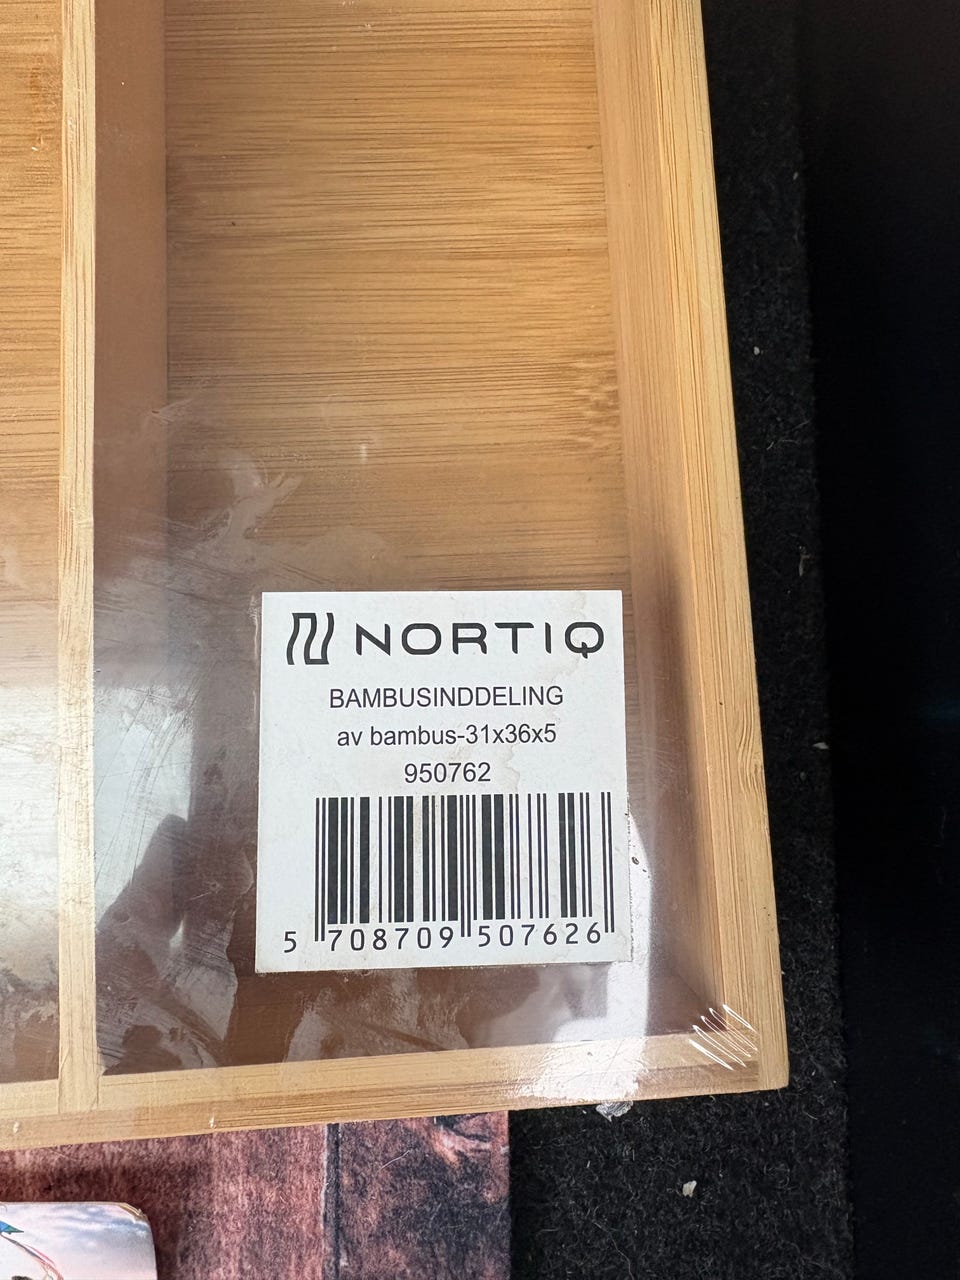 NORTIQ
BAMBUSINDDELING
av bambus-31x36x5
950762
5 708709 507626